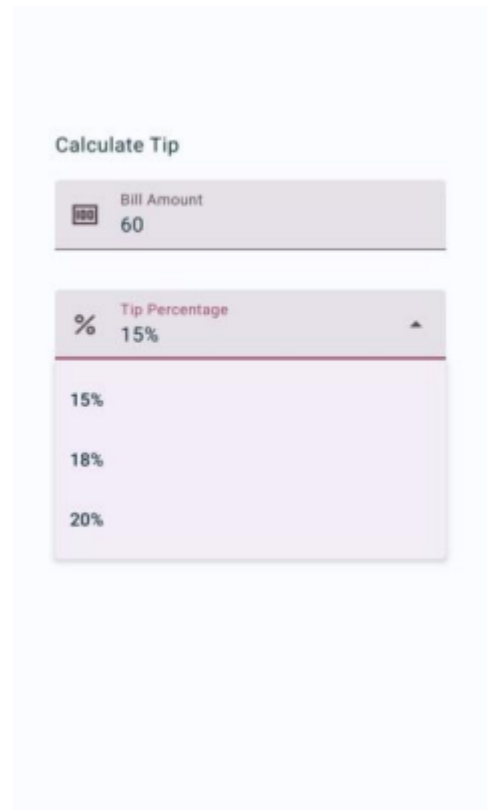 Calculate Tip
Bill Amount
60
Tip Percentage
15%
15%
18%
20%